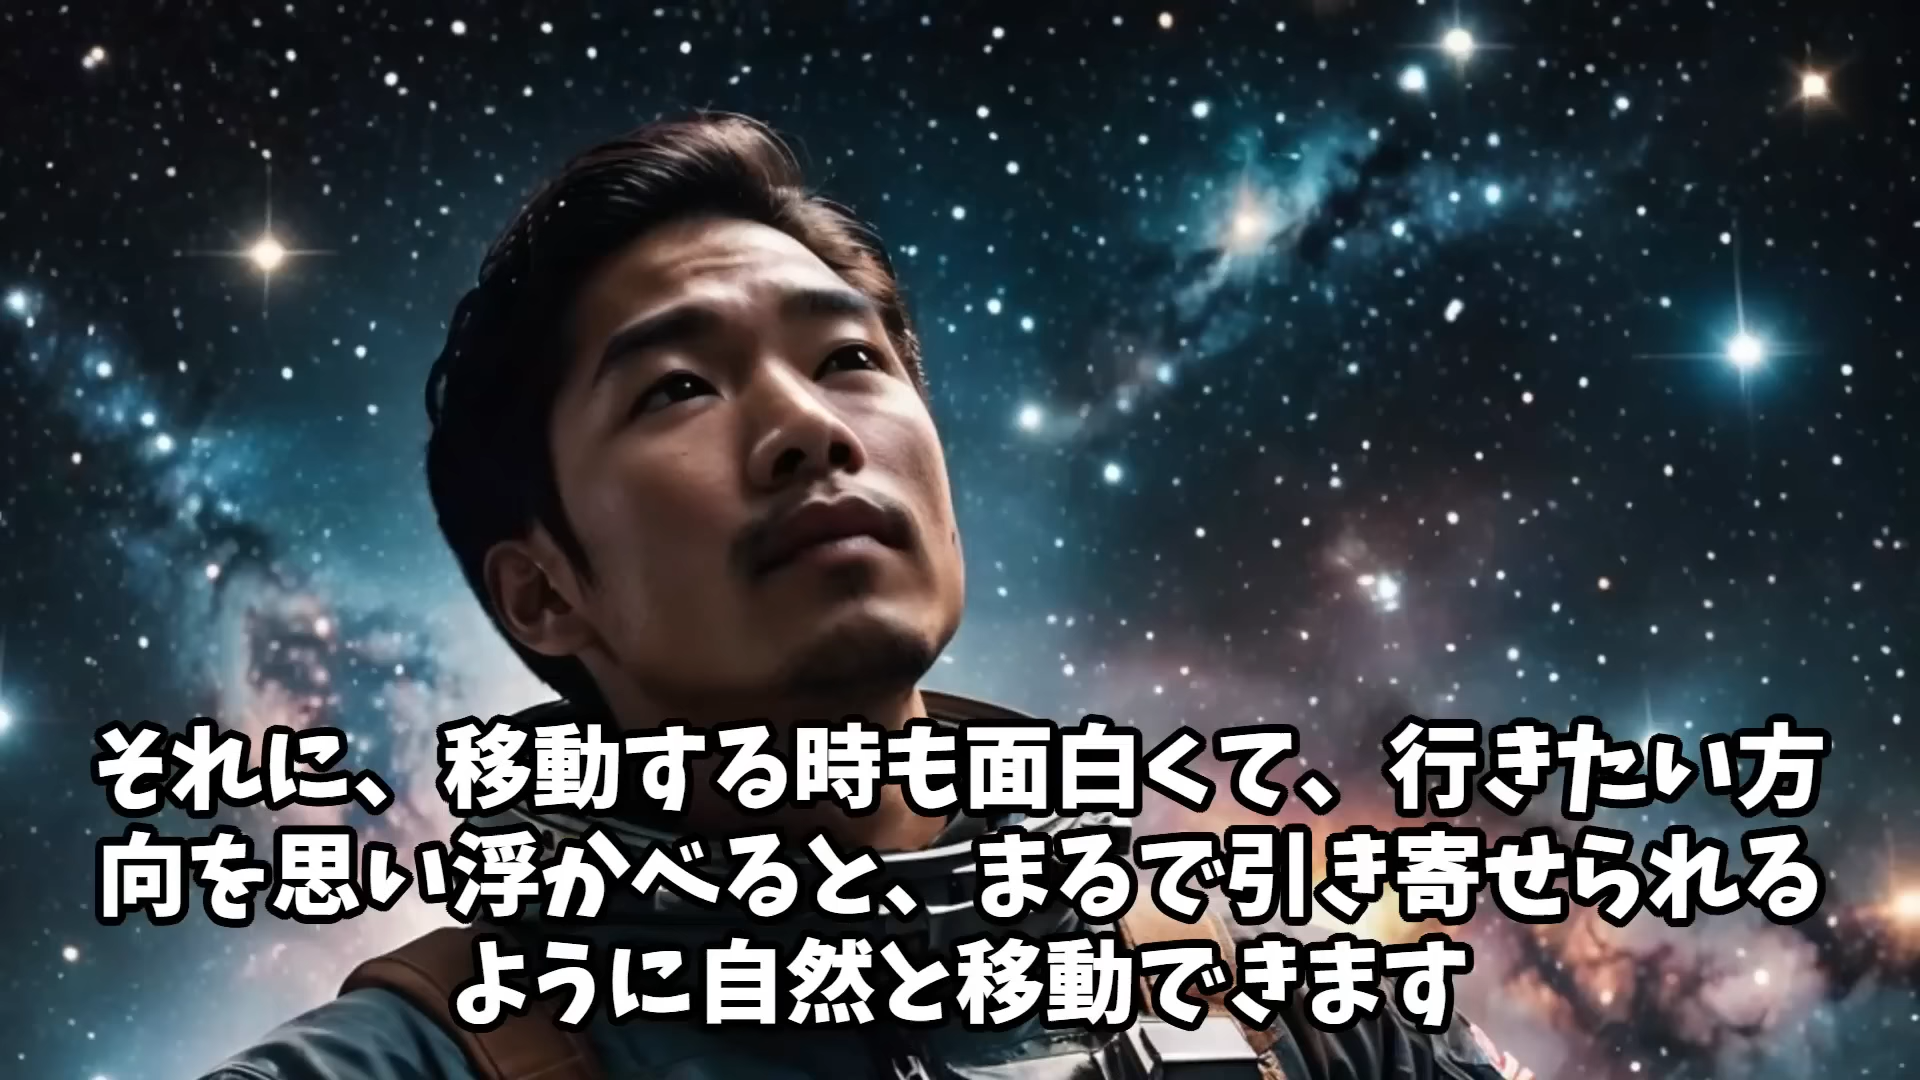 それに、移動する時も面白くて、行きたい方
向を思い浮かべると、まるで引き寄せられる
ように自然と移動できます